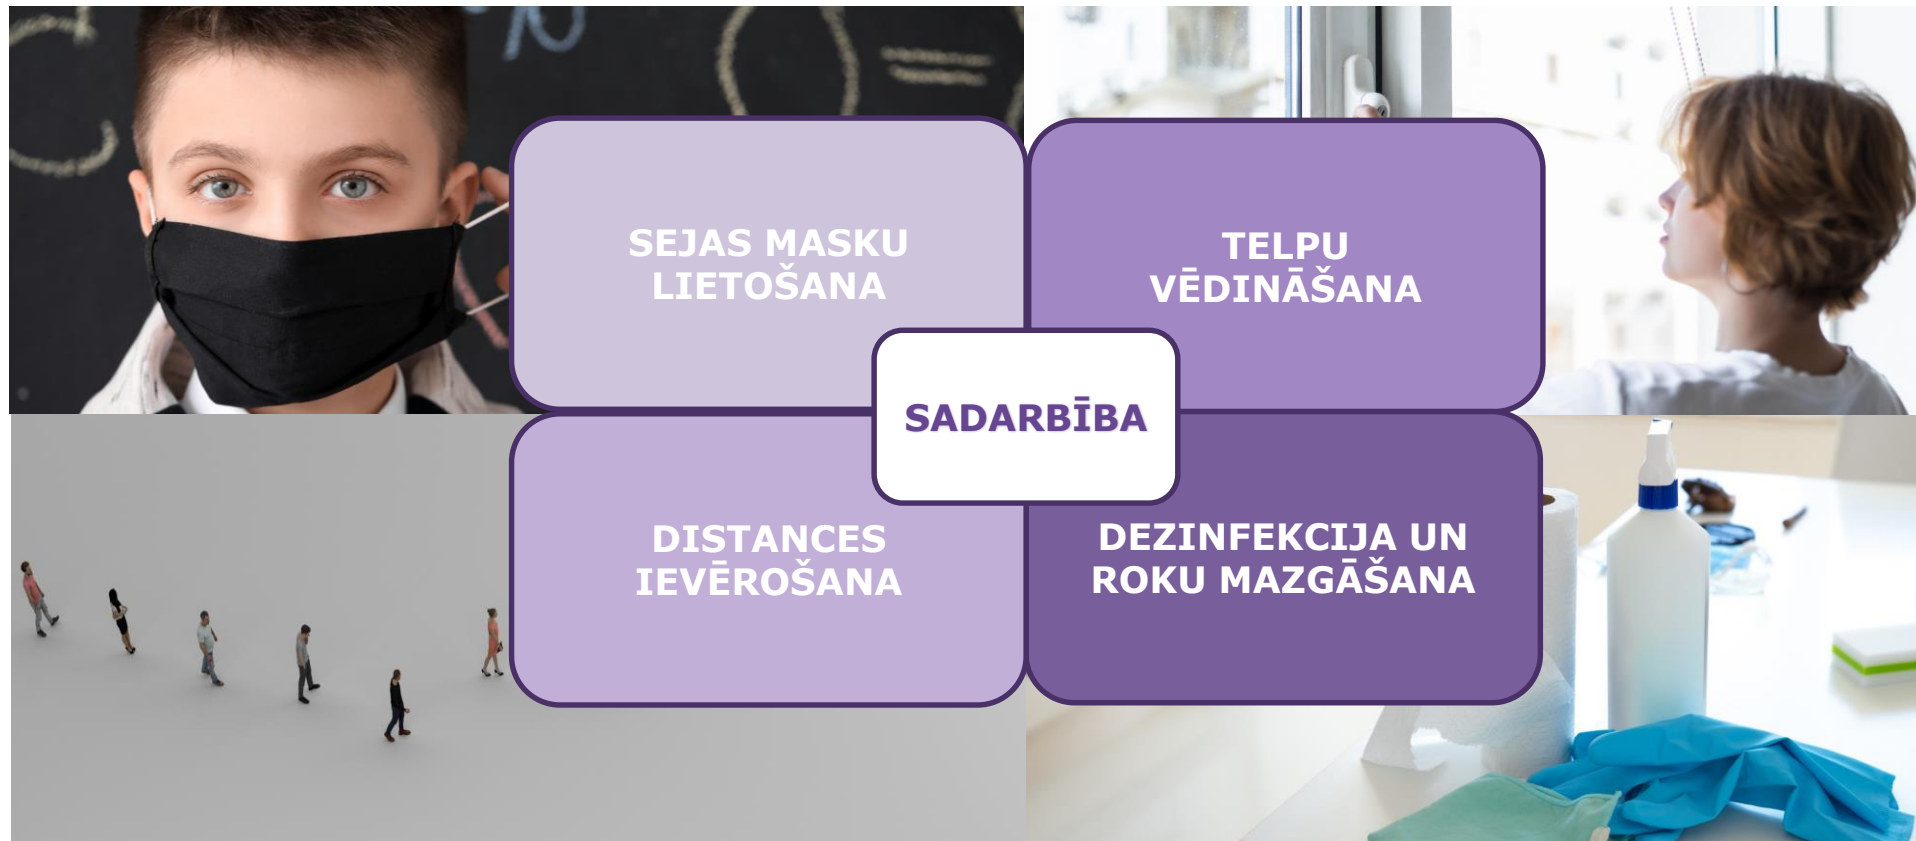 SEJAS MASKU
LIETOŠANA
TELPU
VĒDINĀŠANA
SADARBĪBA
DISTANCES
IEVĒROŠANA
DEZINFEKCIJA UN
ROKU MAZGĀŠANA